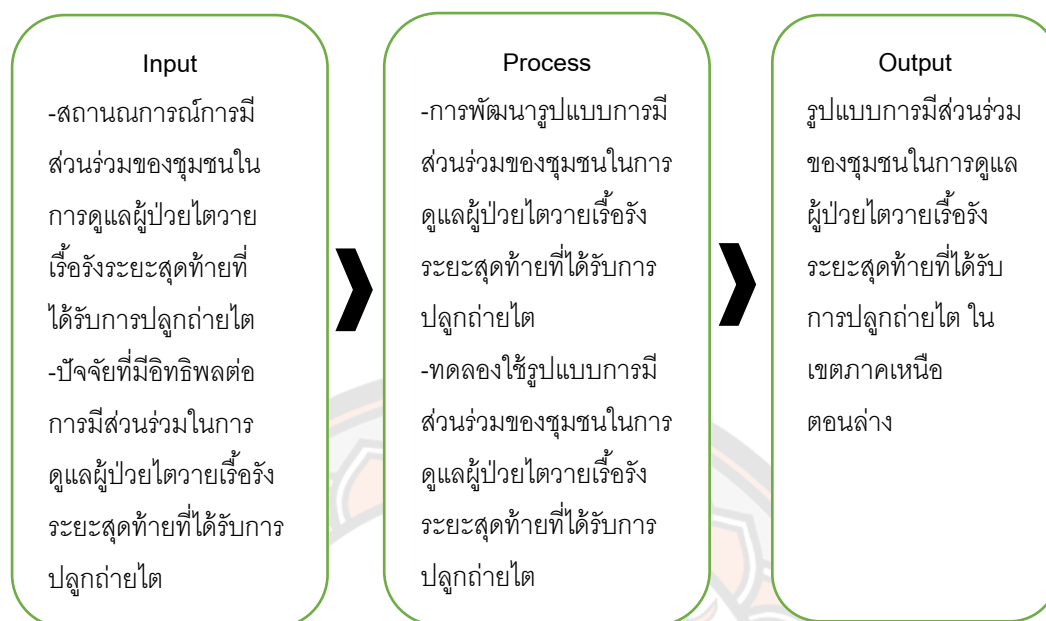 Input
-สถานณการณ์การมี
ส่วนร่วมของชุมชนใน
การดูแลผู้ป่วยไตวาย
เรื้อรังระยะสุดท้ายที่
ได้รับการปลูกถ่ายไต
-ปัจจัยที่มีอิทธิพลต่อ
การมีส่วนร่วมในการ
ดูแลผู้ป่วยไตวายเรื้อรัง
ระยะสุดท้ายที่ได้รับการ
ปลูกถ่ายไต
Process
-การพัฒนารูปแบบการมี
ส่วนร่วมของชุมชนในการ
ดูแลผู้ป่วยไตวายเรื้อรัง
ระยะสุดท้ายที่ได้รับการ
ปลูกถ่ายไต
-ทดลองใช้รูปแบบการมี
ส่วนร่วมของชุมชนในการ
ดูแลผู้ป่วยไตวายเรื้อรัง
ระยะสุดท้ายที่ได้รับการ
ปลูกถ่ายไต
Output
รูปแบบการมีส่วนร่วม
ของชุมชนในการดูแล
ผู้ป่วยไตวายเรื้อรัง
ระยะสุดท้ายที่ได้รับ
การปลูกถ่ายไต ใน
เขตภาคเหนือ
ตอนล่าง